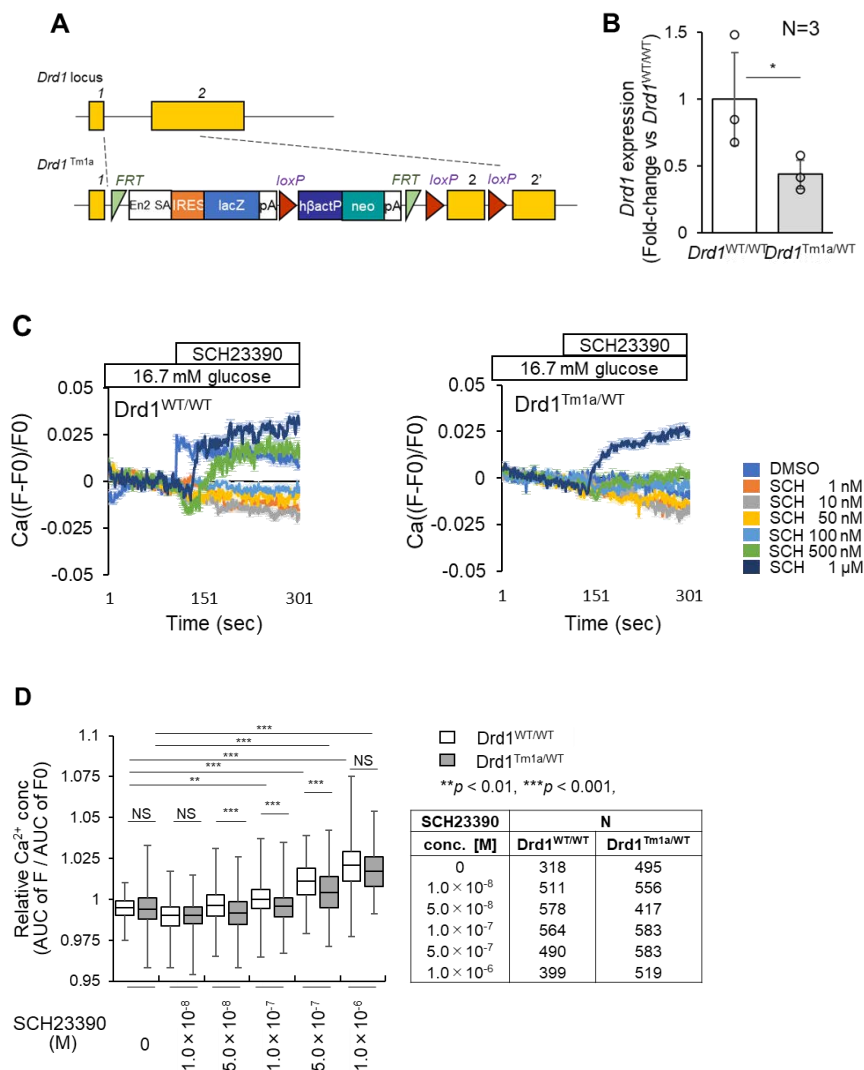 A
Drd1 locus
1
2
Drd1 Tm1a
1
FRT
loxP
FRT
loxP
2
loxP
2'
En2 SA
IRES
lacZ
pA
hβactP
neo
pA
B
N=3
*
1.5
1
0.5
0
Drd1 expression
(Fold-change vs Drd1WT/WT)
Drd1WT/WT
Drd1Tm1a/WT
C
SCH23390
16.7 mM glucose
Drd1WT/WT
0.05
0.025
0
-0.025
-0.05
Ca((F-F0)/F0)
1
151
301
Time (sec)
SCH23390
16.7 mM glucose
Drd1Tm1a/WT
0.05
0.025
0
-0.025
-0.05
Ca((F-F0)/F0)
1
151
301
Time (sec)
DMSO
SCH 1 nM
SCH 10 nM
SCH 50 nM
SCH 100 nM
SCH 500 nM
SCH 1 µM
D
1.1
1.075
1.05
1.025
1
0.975
0.95
Relative Ca²⁺ conc
(AUC of F / AUC of F0)
***
***
***
***
**
NS
NS
***
***
***
NS
SCH23390
(M)
0
1.0×10⁻⁸
5.0×10⁻⁸
1.0×10⁻⁷
5.0×10⁻⁷
1.0×10⁻⁶
Drd1WT/WT
Drd1Tm1a/WT
**p < 0.01, ***p < 0.001,
SCH23390 N
conc. [M] Drd1WT/WT Drd1Tm1a/WT
0 318 495
1.0×10⁻⁸ 511 556
5.0×10⁻⁸ 578 417
1.0×10⁻⁷ 564 583
5.0×10⁻⁷ 490 583
1.0×10⁻⁶ 399 519